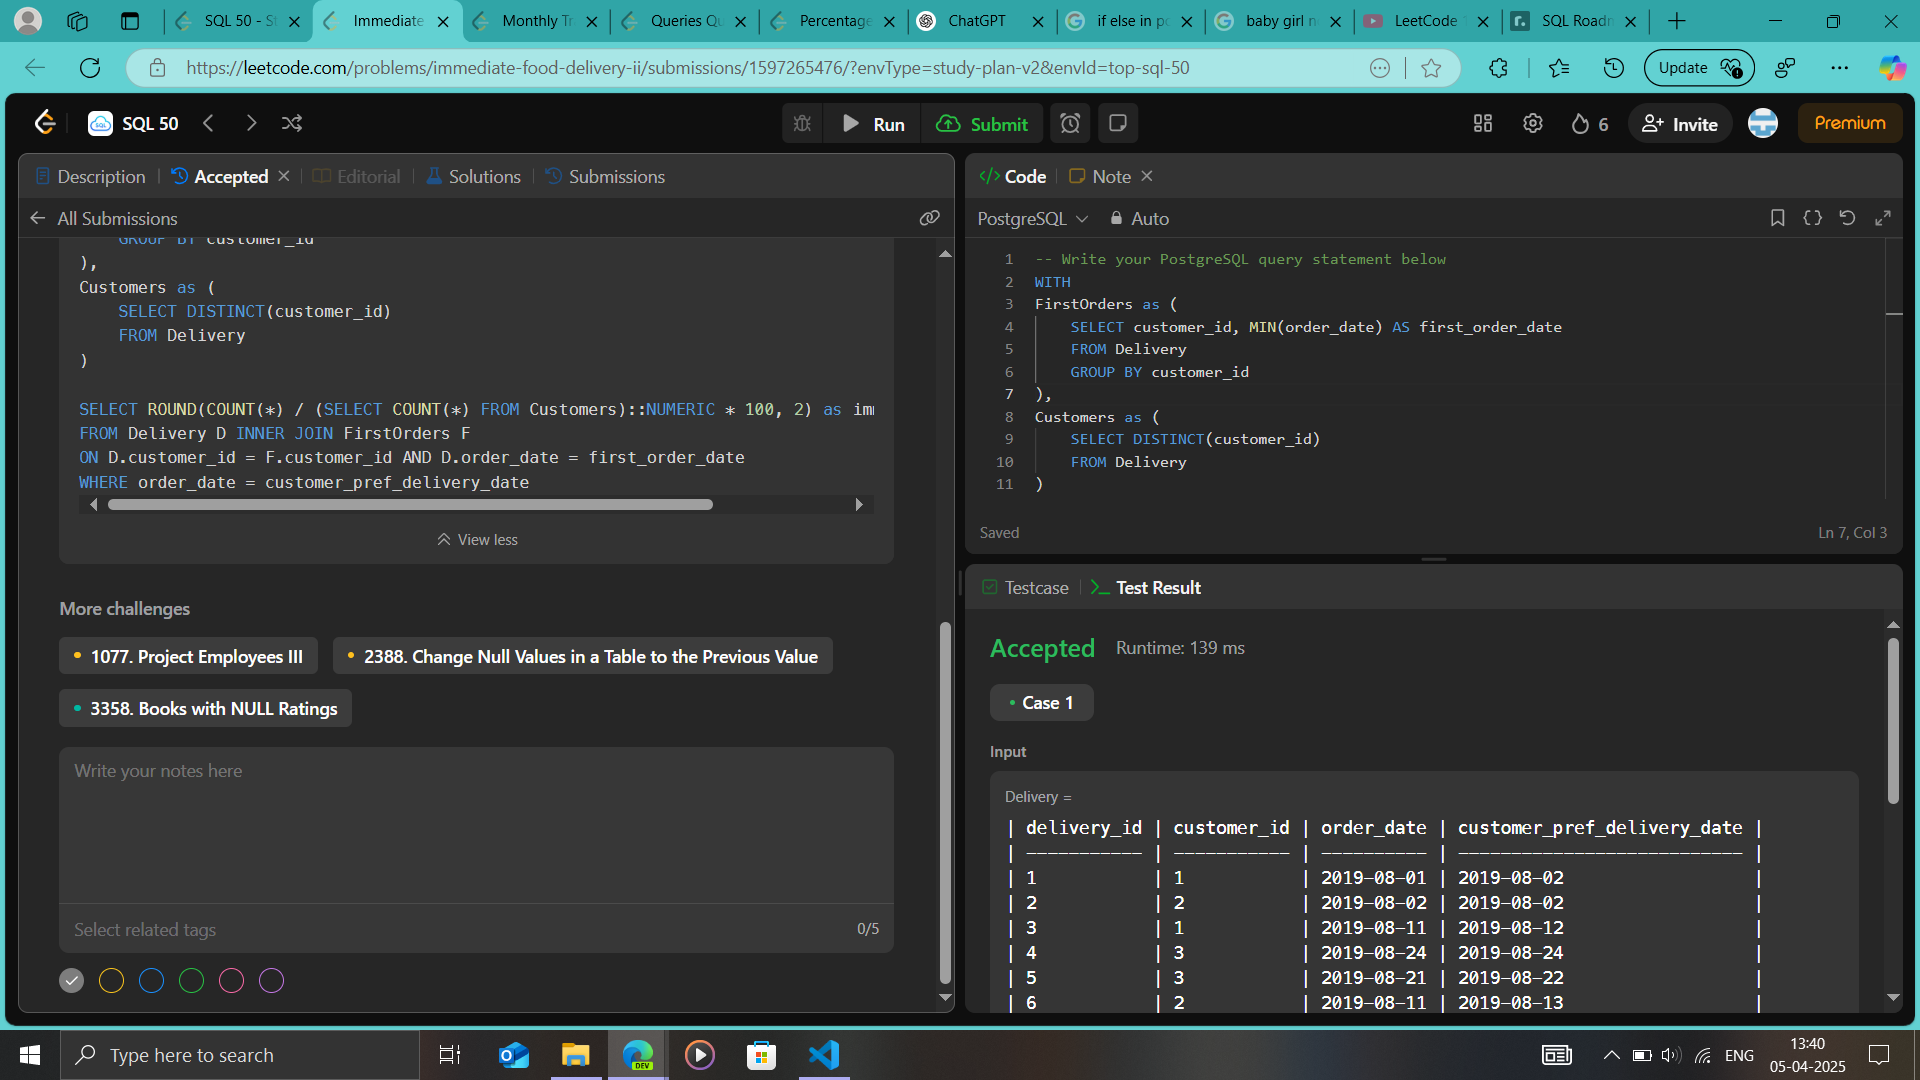 SQL 50 - St
Immediate
Monthly Tr
Queries Qu
Percentage
ChatGPT
if else in po
baby girl n
LeetCode
SQL Roadm
https://leetcode.com/problems/immediate-food-delivery-ii/submissions/1597265476/?envType=study-plan-v2&envId=top-sql-50
Update
SQL 50
Run
Submit
6
Invite
Premium
Description
Accepted
Editorial
Solutions
Submissions
All Submissions
GROUP BY customer_id
),
Customers as (
SELECT DISTINCT(customer_id)
FROM Delivery
)
SELECT ROUND(COUNT(*) / (SELECT COUNT(*) FROM Customers)::NUMERIC * 100, 2) as im
FROM Delivery D INNER JOIN FirstOrders F
ON D.customer_id = F.customer_id AND D.order_date = first_order_date
WHERE order_date = customer_pref_delivery_date
View less
More challenges
1077. Project Employees III
2388. Change Null Values in a Table to the Previous Value
3358. Books with NULL Ratings
Write your notes here
Select related tags
0/5
Code
Note
PostgreSQL
Auto
1 -- Write your PostgreSQL query statement below
2 WITH
3 FirstOrders as (
4 SELECT customer_id, MIN(order_date) AS first_order_date
5 FROM Delivery
6 GROUP BY customer_id
7 ),
8 Customers as (
9 SELECT DISTINCT(customer_id)
10 FROM Delivery
11 )
Saved
Ln 7, Col 3
Testcase
Test Result
Accepted
Runtime: 139 ms
Case 1
Input
Delivery =
| delivery_id | customer_id | order_date | customer_pref_delivery_date |
| ----------- | ----------- | ---------- | --------------------------- |
| 1 | 1 | 2019-08-01 | 2019-08-02 |
| 2 | 2 | 2019-08-02 | 2019-08-02 |
| 3 | 1 | 2019-08-11 | 2019-08-12 |
| 4 | 3 | 2019-08-24 | 2019-08-24 |
| 5 | 3 | 2019-08-21 | 2019-08-22 |
| 6 | 2 | 2019-08-11 | 2019-08-13 |
Type here to search
DEV
ENG
13:40
05-04-2025